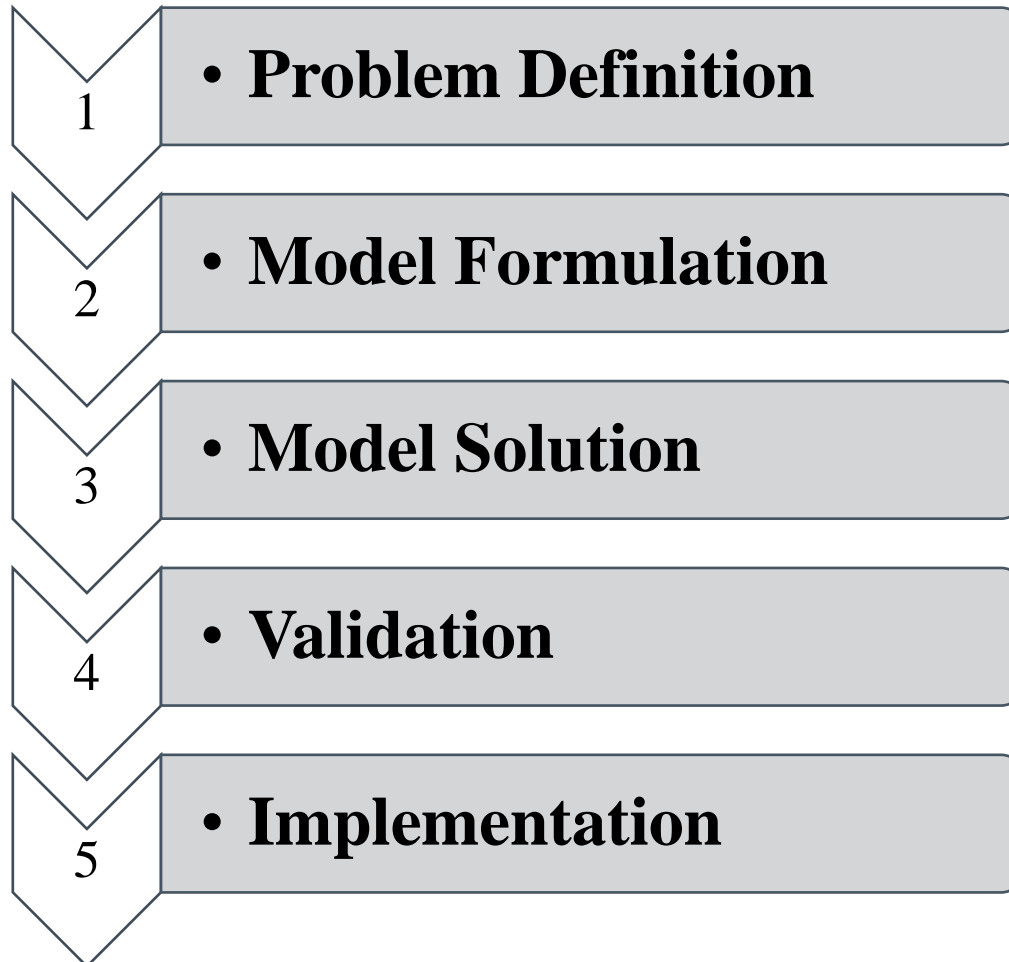 1
• Problem Definition
2
• Model Formulation
3
• Model Solution
4
• Validation
5
• Implementation